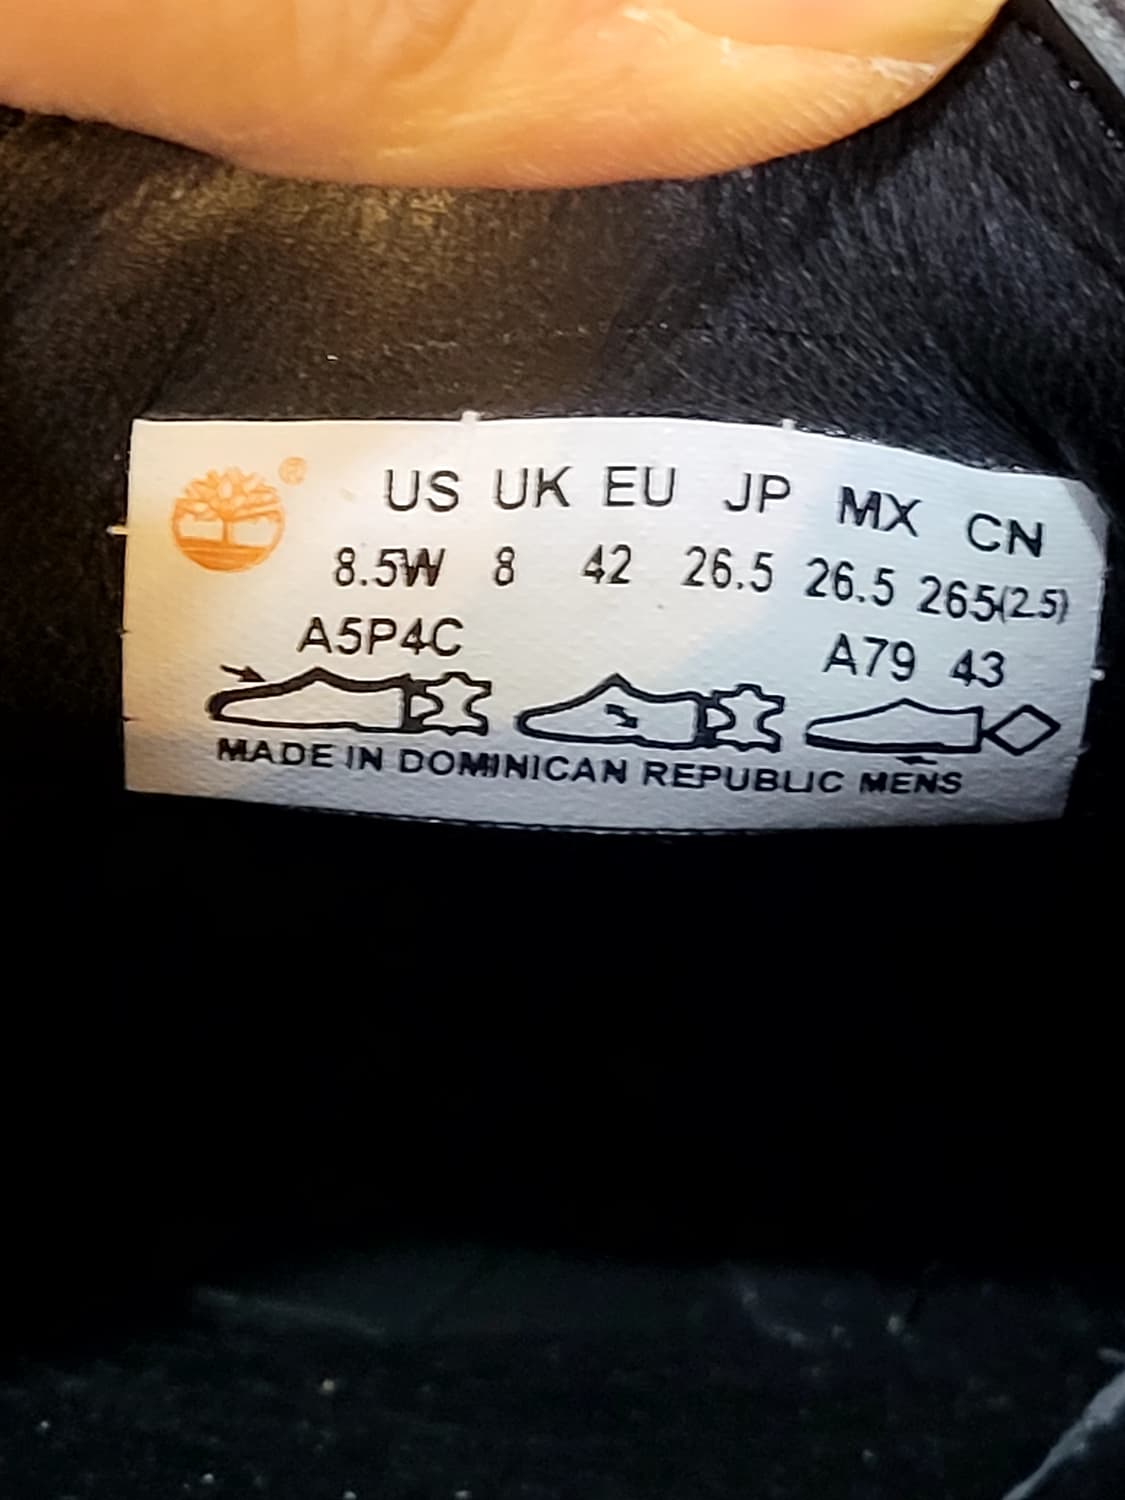 ®
US UK EU JP MX CN
8.5W 8 42 26.5 26.5 265(2.5)
A5P4C A79 43
MADE IN DOMINICAN REPUBLIC MENS